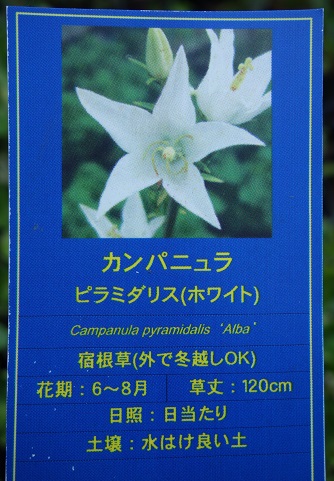 カンパニュラ
ピラミダリス(ホワイト)
Campanula pyramidalis ‘Alba’
宿根草(外で冬越しOK)
花期：6〜8月 草丈：120cm
日照：日当たり
土壌：水はけ良い土